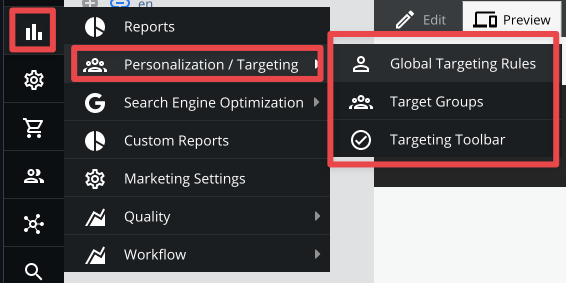 en
Edit
Preview
Reports
Personalization / Targeting
Search Engine Optimization
Custom Reports
Marketing Settings
Quality
Workflow
Global Targeting Rules
Target Groups
Targeting Toolbar